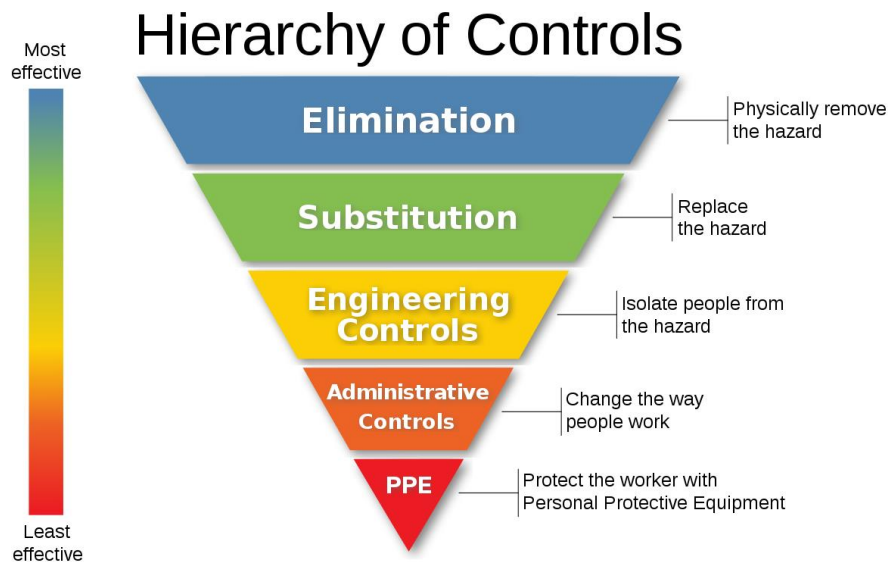 Hierarchy of Controls
Most
effective
Elimination
Physically remove
the hazard
Substitution
Replace
the hazard
Engineering
Controls
Isolate people from
the hazard
Administrative
Controls
Change the way
people work
PPE
Protect the worker with
Personal Protective Equipment
Least
effective